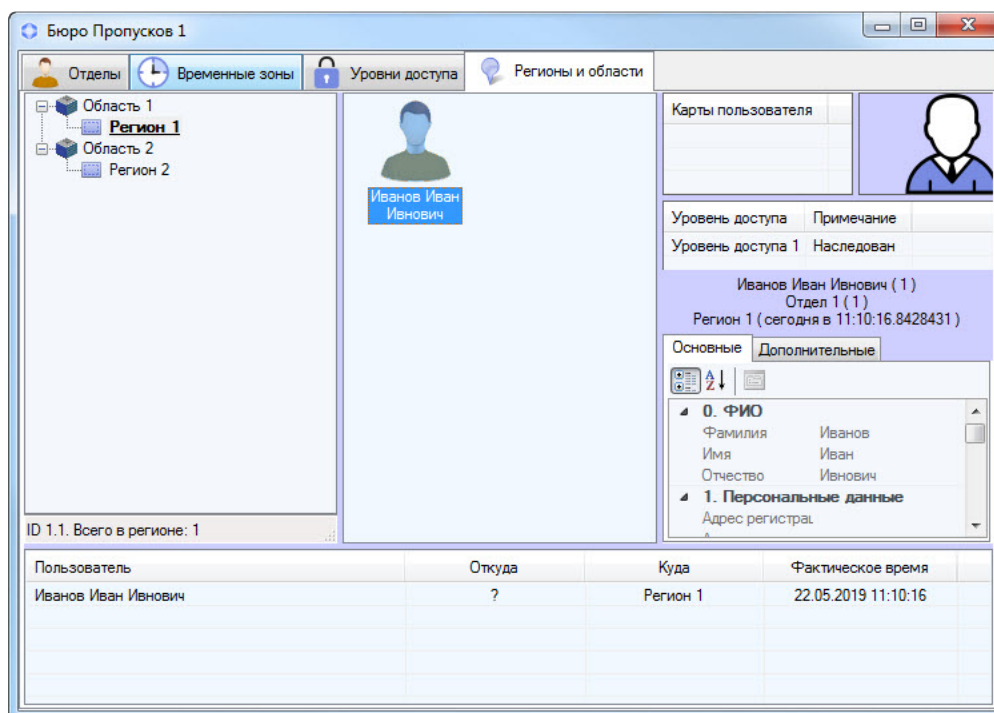 Бюро Пропусков 1
Отделы Временные зоны Уровни доступа Регионы и области
Область 1
Регион 1
Область 2
Регион 2
ID 1.1. Всего в регионе: 1
Иванов Иван
Ивнович
Карты пользователя
Уровень доступа Примечание
Уровень доступа 1 Наследован
Иванов Иван Ивнович ( 1 )
Отдел 1 ( 1 )
Регион 1 ( сегодня в 11:10:16.8428431 )
Основные Дополнительные
0. ФИО
Фамилия Иванов
Имя Иван
Отчество Ивнович
1. Персональные данные
Адрес регистрац
Пользователь Откуда Куда Фактическое время
Иванов Иван Ивнович ? Регион 1 22.05.2019 11:10:16